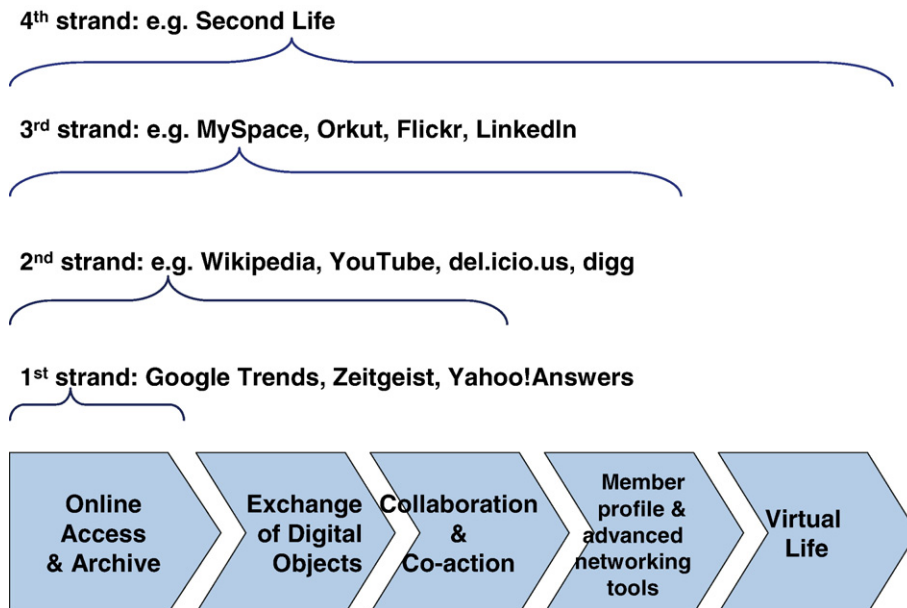 4th strand: e.g. Second Life
3rd strand: e.g. MySpace, Orkut, Flickr, LinkedIn
2nd strand: e.g. Wikipedia, YouTube, del.icio.us, digg
1st strand: Google Trends, Zeitgeist, Yahoo!Answers
Online
Access
& Archive
Exchange
of Digital
Objects
Collaboration
&
Co-action
Member
profile &
advanced
networking
tools
Virtual
Life